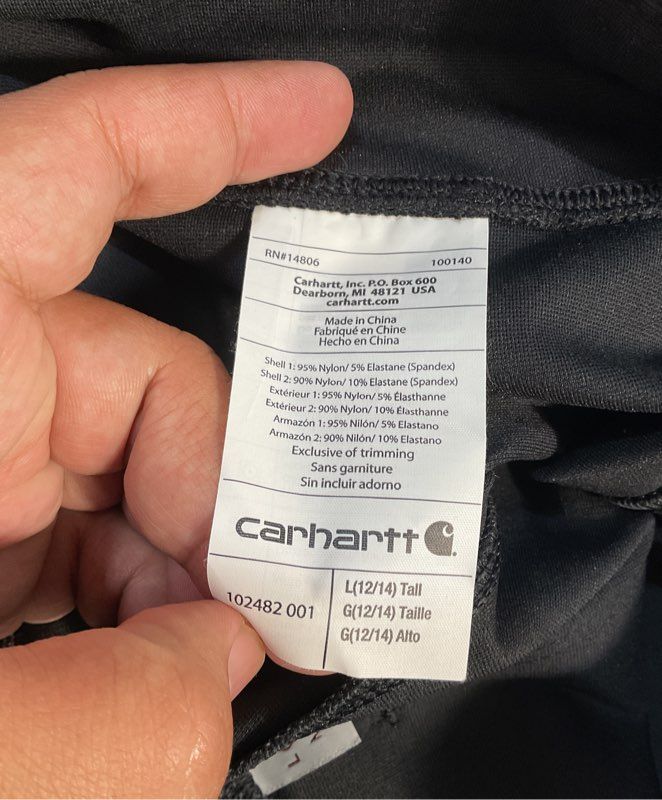 RN#14806 100140
Carhartt, Inc. P.O. Box 600
Dearborn, MI 48121 USA
carhartt.com
Made in China
Fabriqué en Chine
Hecho en China
Shell 1: 95% Nylon/ 5% Elastane (Spandex)
Shell 2: 90% Nylon/ 10% Elastane (Spandex)
Extérieur 1: 95% Nylon/ 5% Élasthanne
Extérieur 2: 90% Nylon/ 10% Élasthanne
Armazón 1: 95% Nilón/ 5% Elastano
Armazón 2: 90% Nilón/ 10% Elastano
Exclusive of trimming
Sans garniture
Sin incluir adorno
carhartt
102482 001
L(12/14) Tall
G(12/14) Taille
G(12/14) Alto